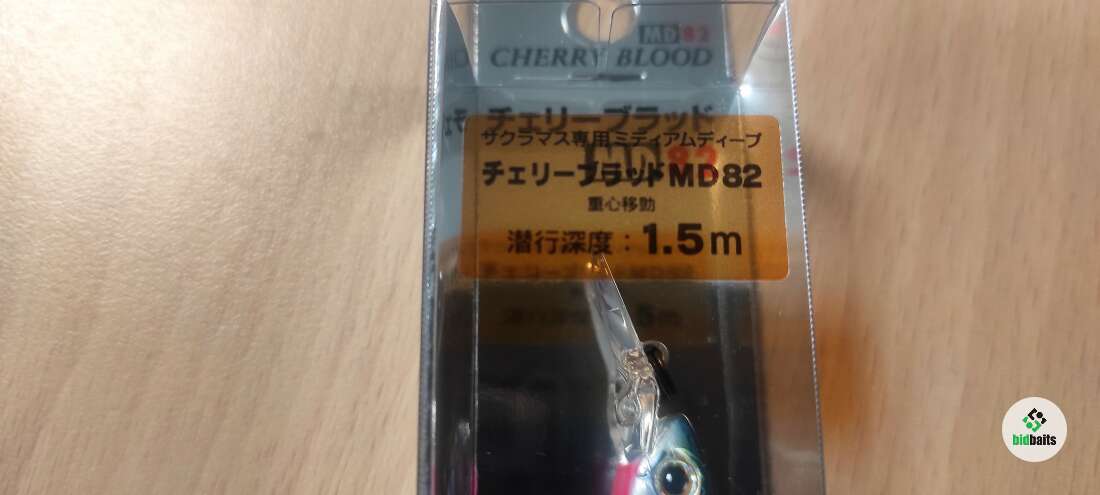 MD82
CHERRY BLOOD
チェリーブラッド
サクラマス専用ミディアムディープ
MD 82
チェリーブラッドMD82
重心移動
潜行深度：1.5m
bidbaits